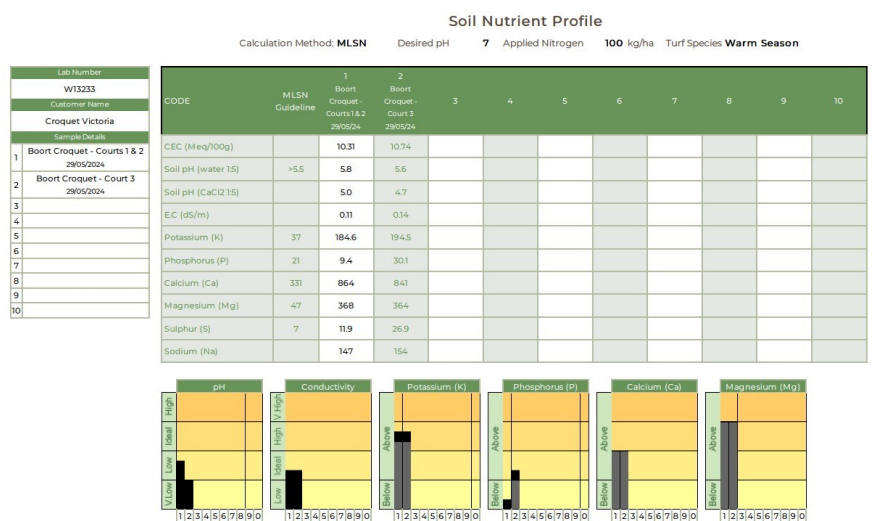 Soil Nutrient Profile
Calculation Method: MLSN Desired pH 7 Applied Nitrogen 100 kg/ha Turf Species Warm Season
Lab Number
W13233
Customer Name
Croquet Victoria
Sample Details
1 Boort Croquet - Courts 1 & 2
29/05/2024
2 Boort Croquet - Court 3
29/05/2024
3
4
5
6
7
8
9
10
CODE MLSN Guideline 1 Boort Croquet - Courts 1 & 2 29/05/24 2 Boort Croquet - Court 3 29/05/24 3 4 5 6 7 8 9 10
CEC (Meq/100g) 10.31 10.74
Soil pH (water 1:5) >5.5 5.8 5.6
Soil pH (CaCl2 1:5) 5.0 4.7
E.C (dS/m) 0.11 0.14
Potassium (K) 37 184.6 194.5
Phosphorus (P) 21 9.4 30.1
Calcium (Ca) 331 864 841
Magnesium (Mg) 47 368 364
Sulphur (S) 7 11.9 26.9
Sodium (Na) 147 154
pH
High
Ideal
Low
V.Low
1 2 3 4 5 6 7 8 9 0
Conductivity
V.High
High
Ideal
Low
1 2 3 4 5 6 7 8 9 0
Potassium (K)
Above
Below
1 2 3 4 5 6 7 8 9 0
Phosphorus (P)
Above
Below
1 2 3 4 5 6 7 8 9 0
Calcium (Ca)
Above
Below
1 2 3 4 5 6 7 8 9 0
Magnesium (Mg)
Above
Below
1 2 3 4 5 6 7 8 9 0